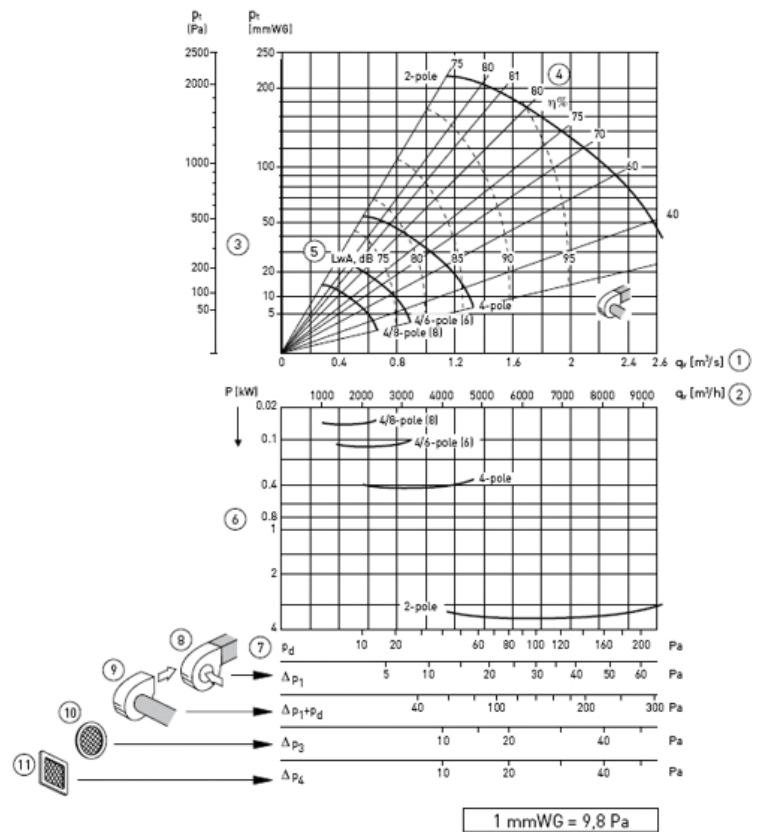 pt pt
(Pa) [mmWG]
2500 250
2000 200
1000 100
500 50
200 20
100 10
50 5
0
2-pole
75 80 81 80 75 70 60 40
η%
4
3
5
LwA, dB 75 80 85 90 95
4-pole
4/6-pole (6)
4/8-pole (8)
0 0.4 0.8 1.2 1.6 2 2.4 2.6 qv [m³/s] 1
P [kW] 1000 2000 3000 4000 5000 6000 7000 8000 9000 qv [m³/h] 2
0.02
4/8-pole (8)
0.1 4/6-pole (6)
0.4 4-pole
6 0.8
1
2
2-pole
4
8 7 pd 10 20 60 80 100 120 160 200 Pa
9 Δp1 5 10 20 30 40 50 60 Pa
Δp1+pd 40 100 200 300 Pa
10 Δp3 10 20 40 Pa
11 Δp4 10 20 40 Pa
1 mmWG = 9,8 Pa